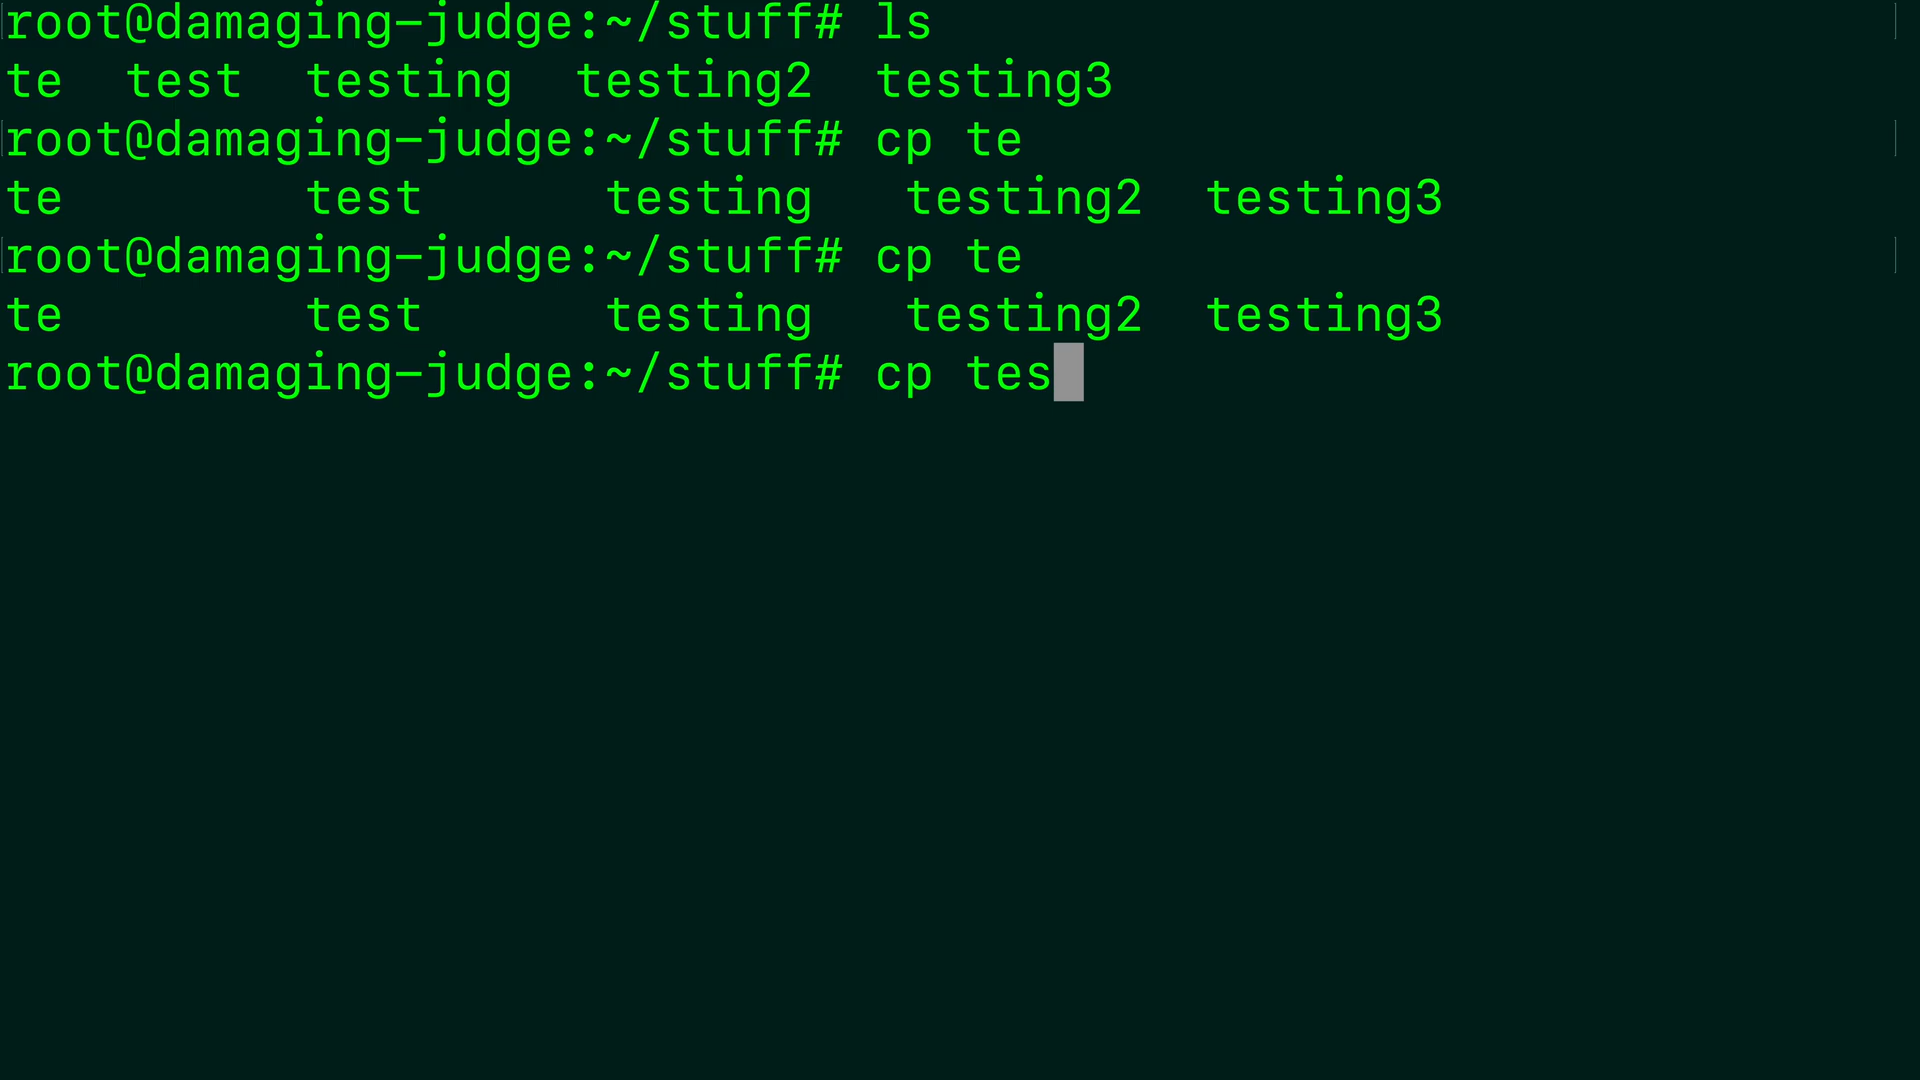 root@damaging-judge:~/stuff# ls
te  test  testing  testing2  testing3
root@damaging-judge:~/stuff# cp te
te        test      testing   testing2  testing3
root@damaging-judge:~/stuff# cp te
te        test      testing   testing2  testing3
root@damaging-judge:~/stuff# cp tes